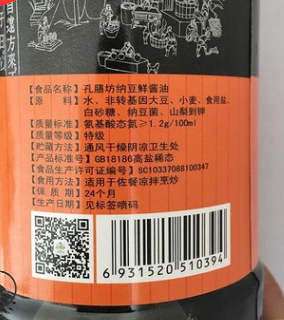 【食品名称】孔膳坊纳豆鲜酱油
【原　　料】水、非转基因大豆、小麦、食用盐、
白砂糖、纳豆菌、山梨酸钾
【质量标准】氨基酸态氮≥1.2g/100ml
【质量等级】特级
【贮藏方法】通风干燥阴凉卫生处
【产品标准号】GB18186高盐稀态
【生产许可证编号】SC10337088100347
【食用方法】适用于佐餐凉拌烹炒
【保 质 期】24个月
【生产日期】见标签喷码
6 931520 510394